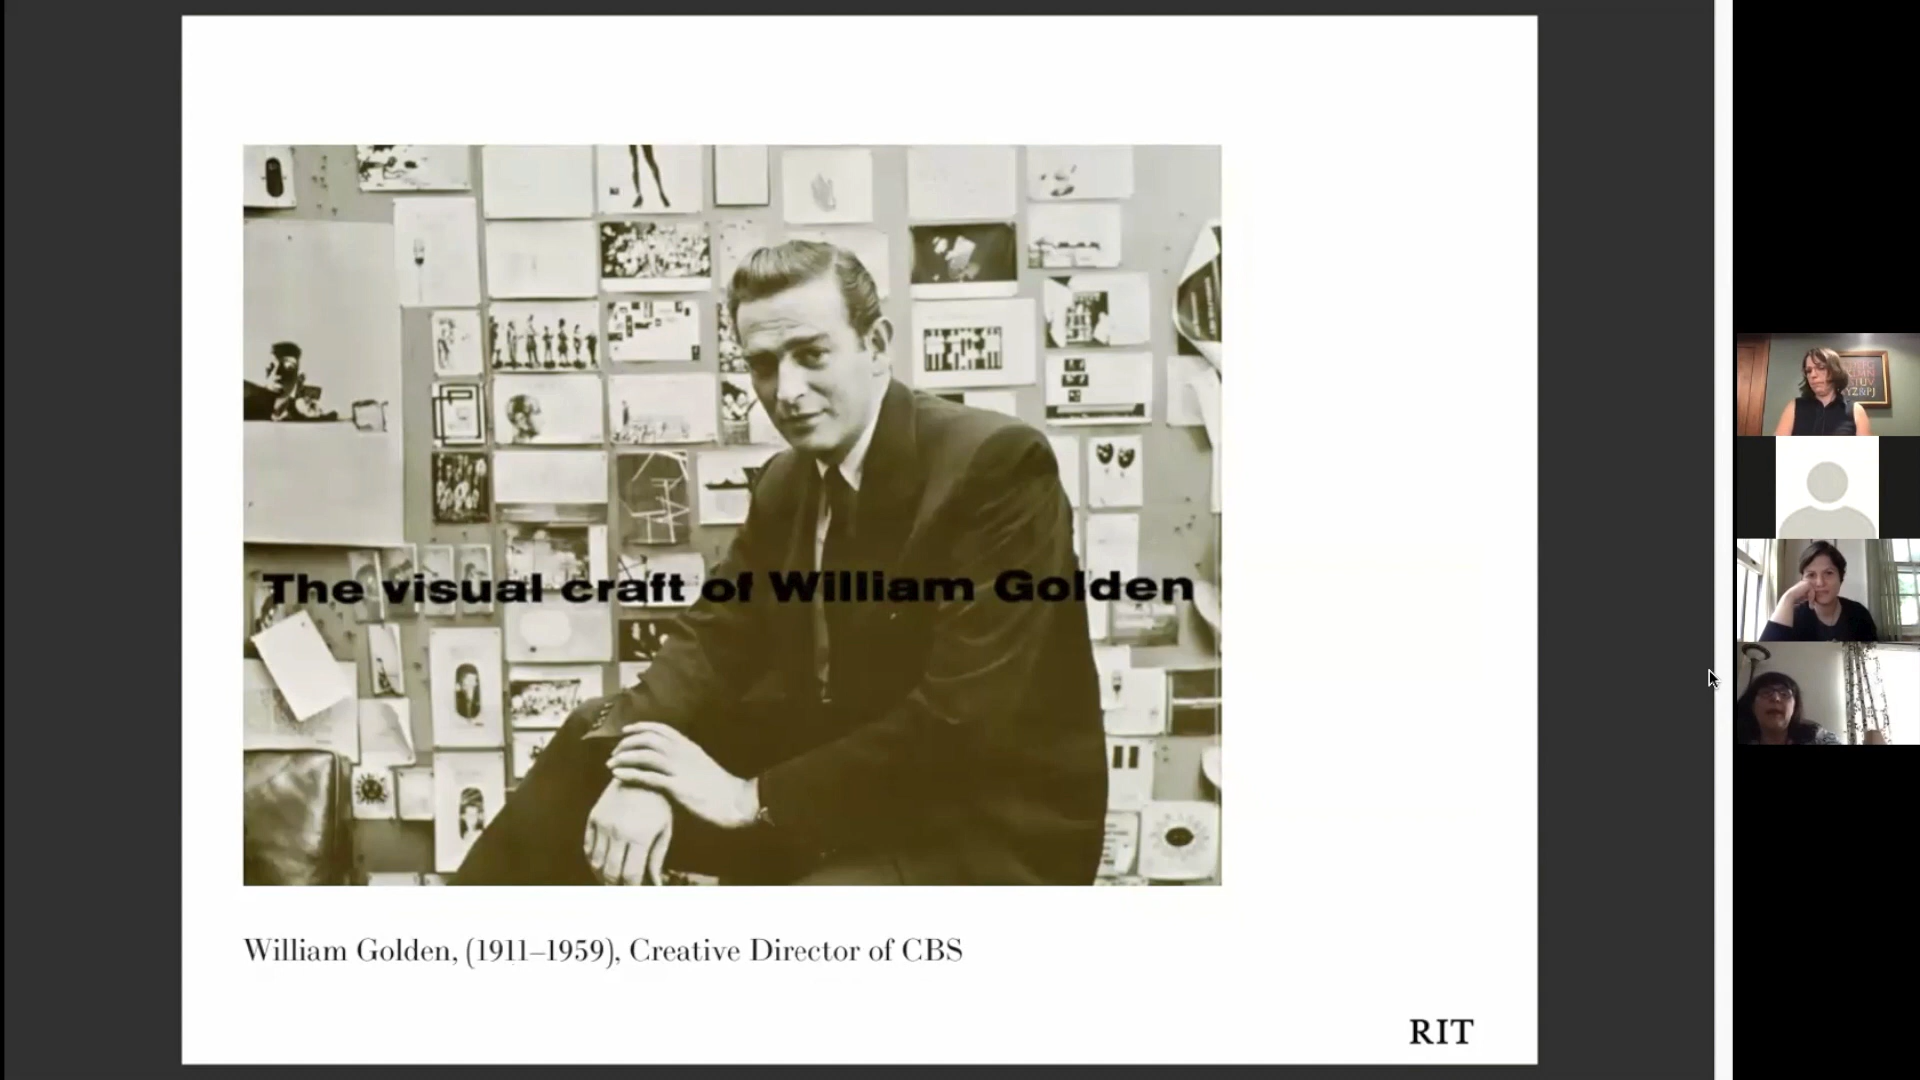 The visual craft of William Golden
William Golden, (1911–1959), Creative Director of CBS
RIT